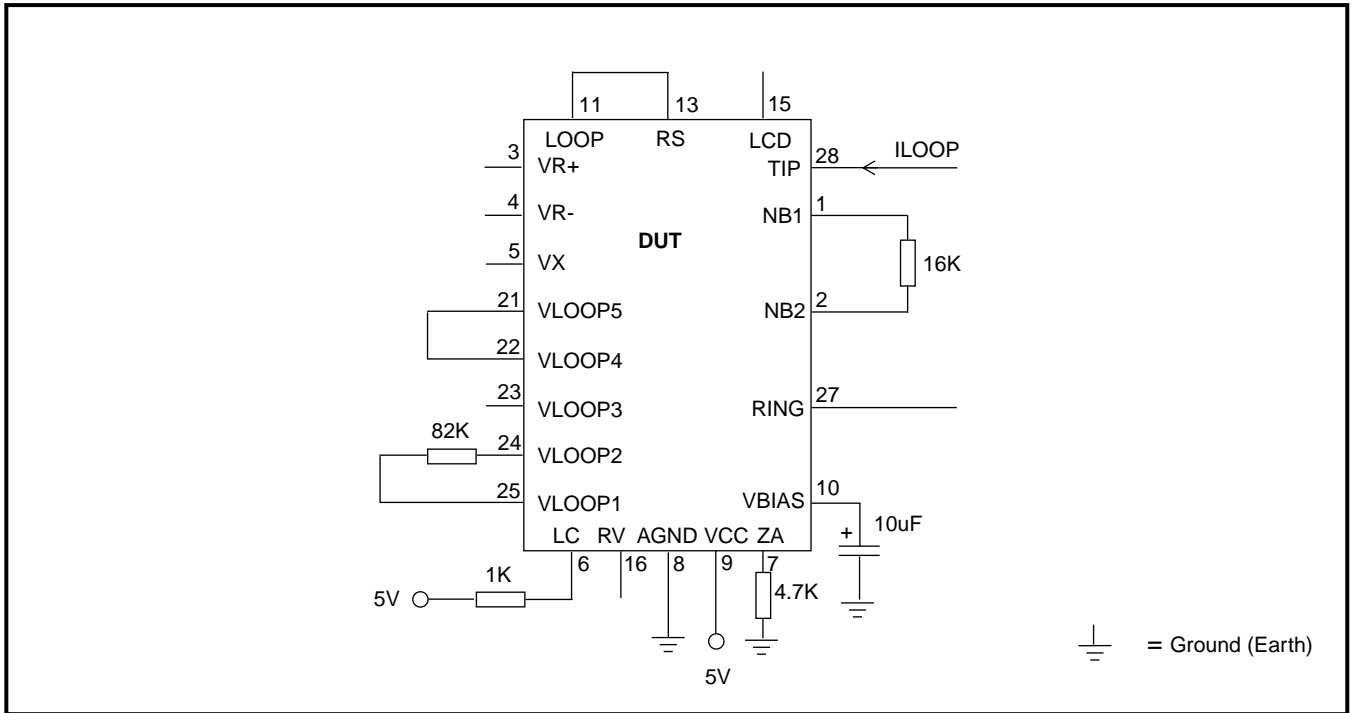 11 13 15
LOOP RS LCD
3 VR+
28 TIP ILOOP
4 VR-
1 NB1
DUT
5 VX
16K
21 VLOOP5
2 NB2
22 VLOOP4
23 VLOOP3
27 RING
82K
24 VLOOP2
25 VLOOP1
10 VBIAS
+ 10uF
LC RV AGND VCC ZA
6 16 8 9 7
1K
5V
4.7K
5V
= Ground (Earth)